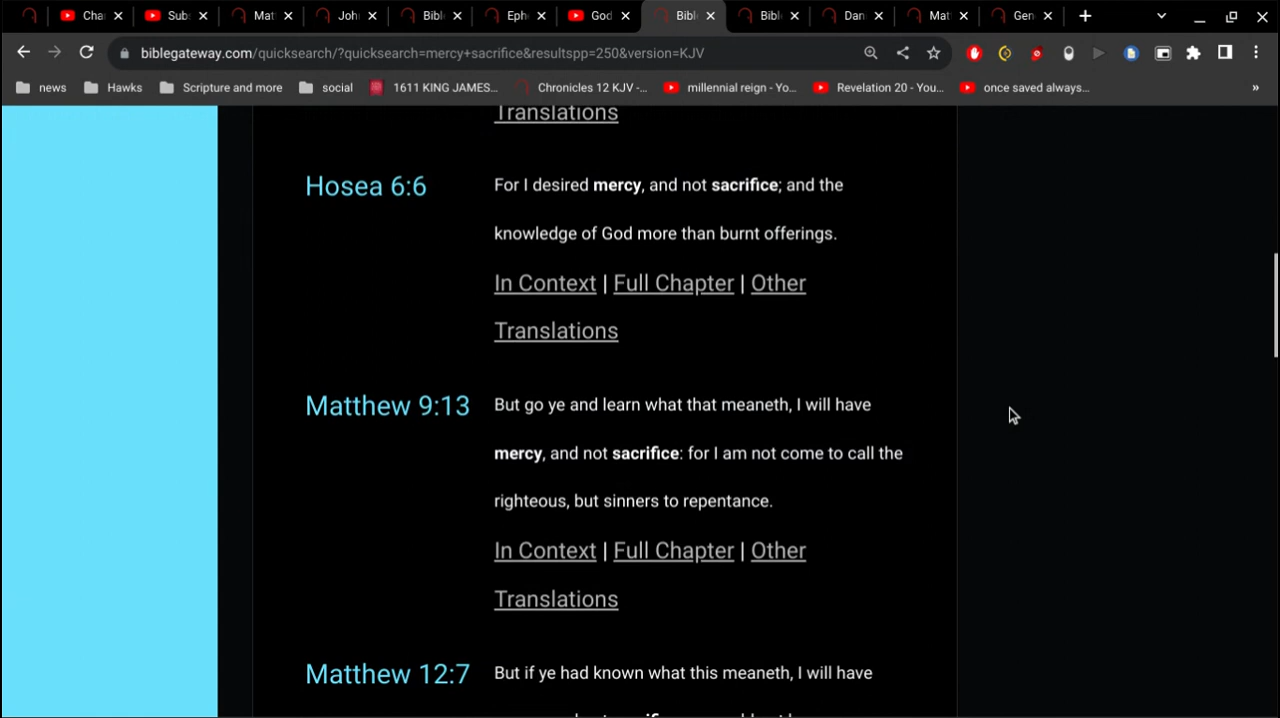 Cha
Sub:
Mat
Joh
Bibl
Eph
God
Bibl
Bibl
Dan
Mat
Gen
biblegateway.com/quicksearch/?quicksearch=mercy+sacrifice&resultspp=250&version=KJV
news
Hawks
Scripture and more
social
1611 KING JAMES...
Chronicles 12 KJV -...
millennial reign - Yo...
Revelation 20 - You...
once saved always...
»
Translations
Hosea 6:6
For I desired mercy, and not sacrifice; and the
knowledge of God more than burnt offerings.
In Context | Full Chapter | Other
Translations
Matthew 9:13
But go ye and learn what that meaneth, I will have
mercy, and not sacrifice: for I am not come to call the
righteous, but sinners to repentance.
In Context | Full Chapter | Other
Translations
Matthew 12:7
But if ye had known what this meaneth, I will have